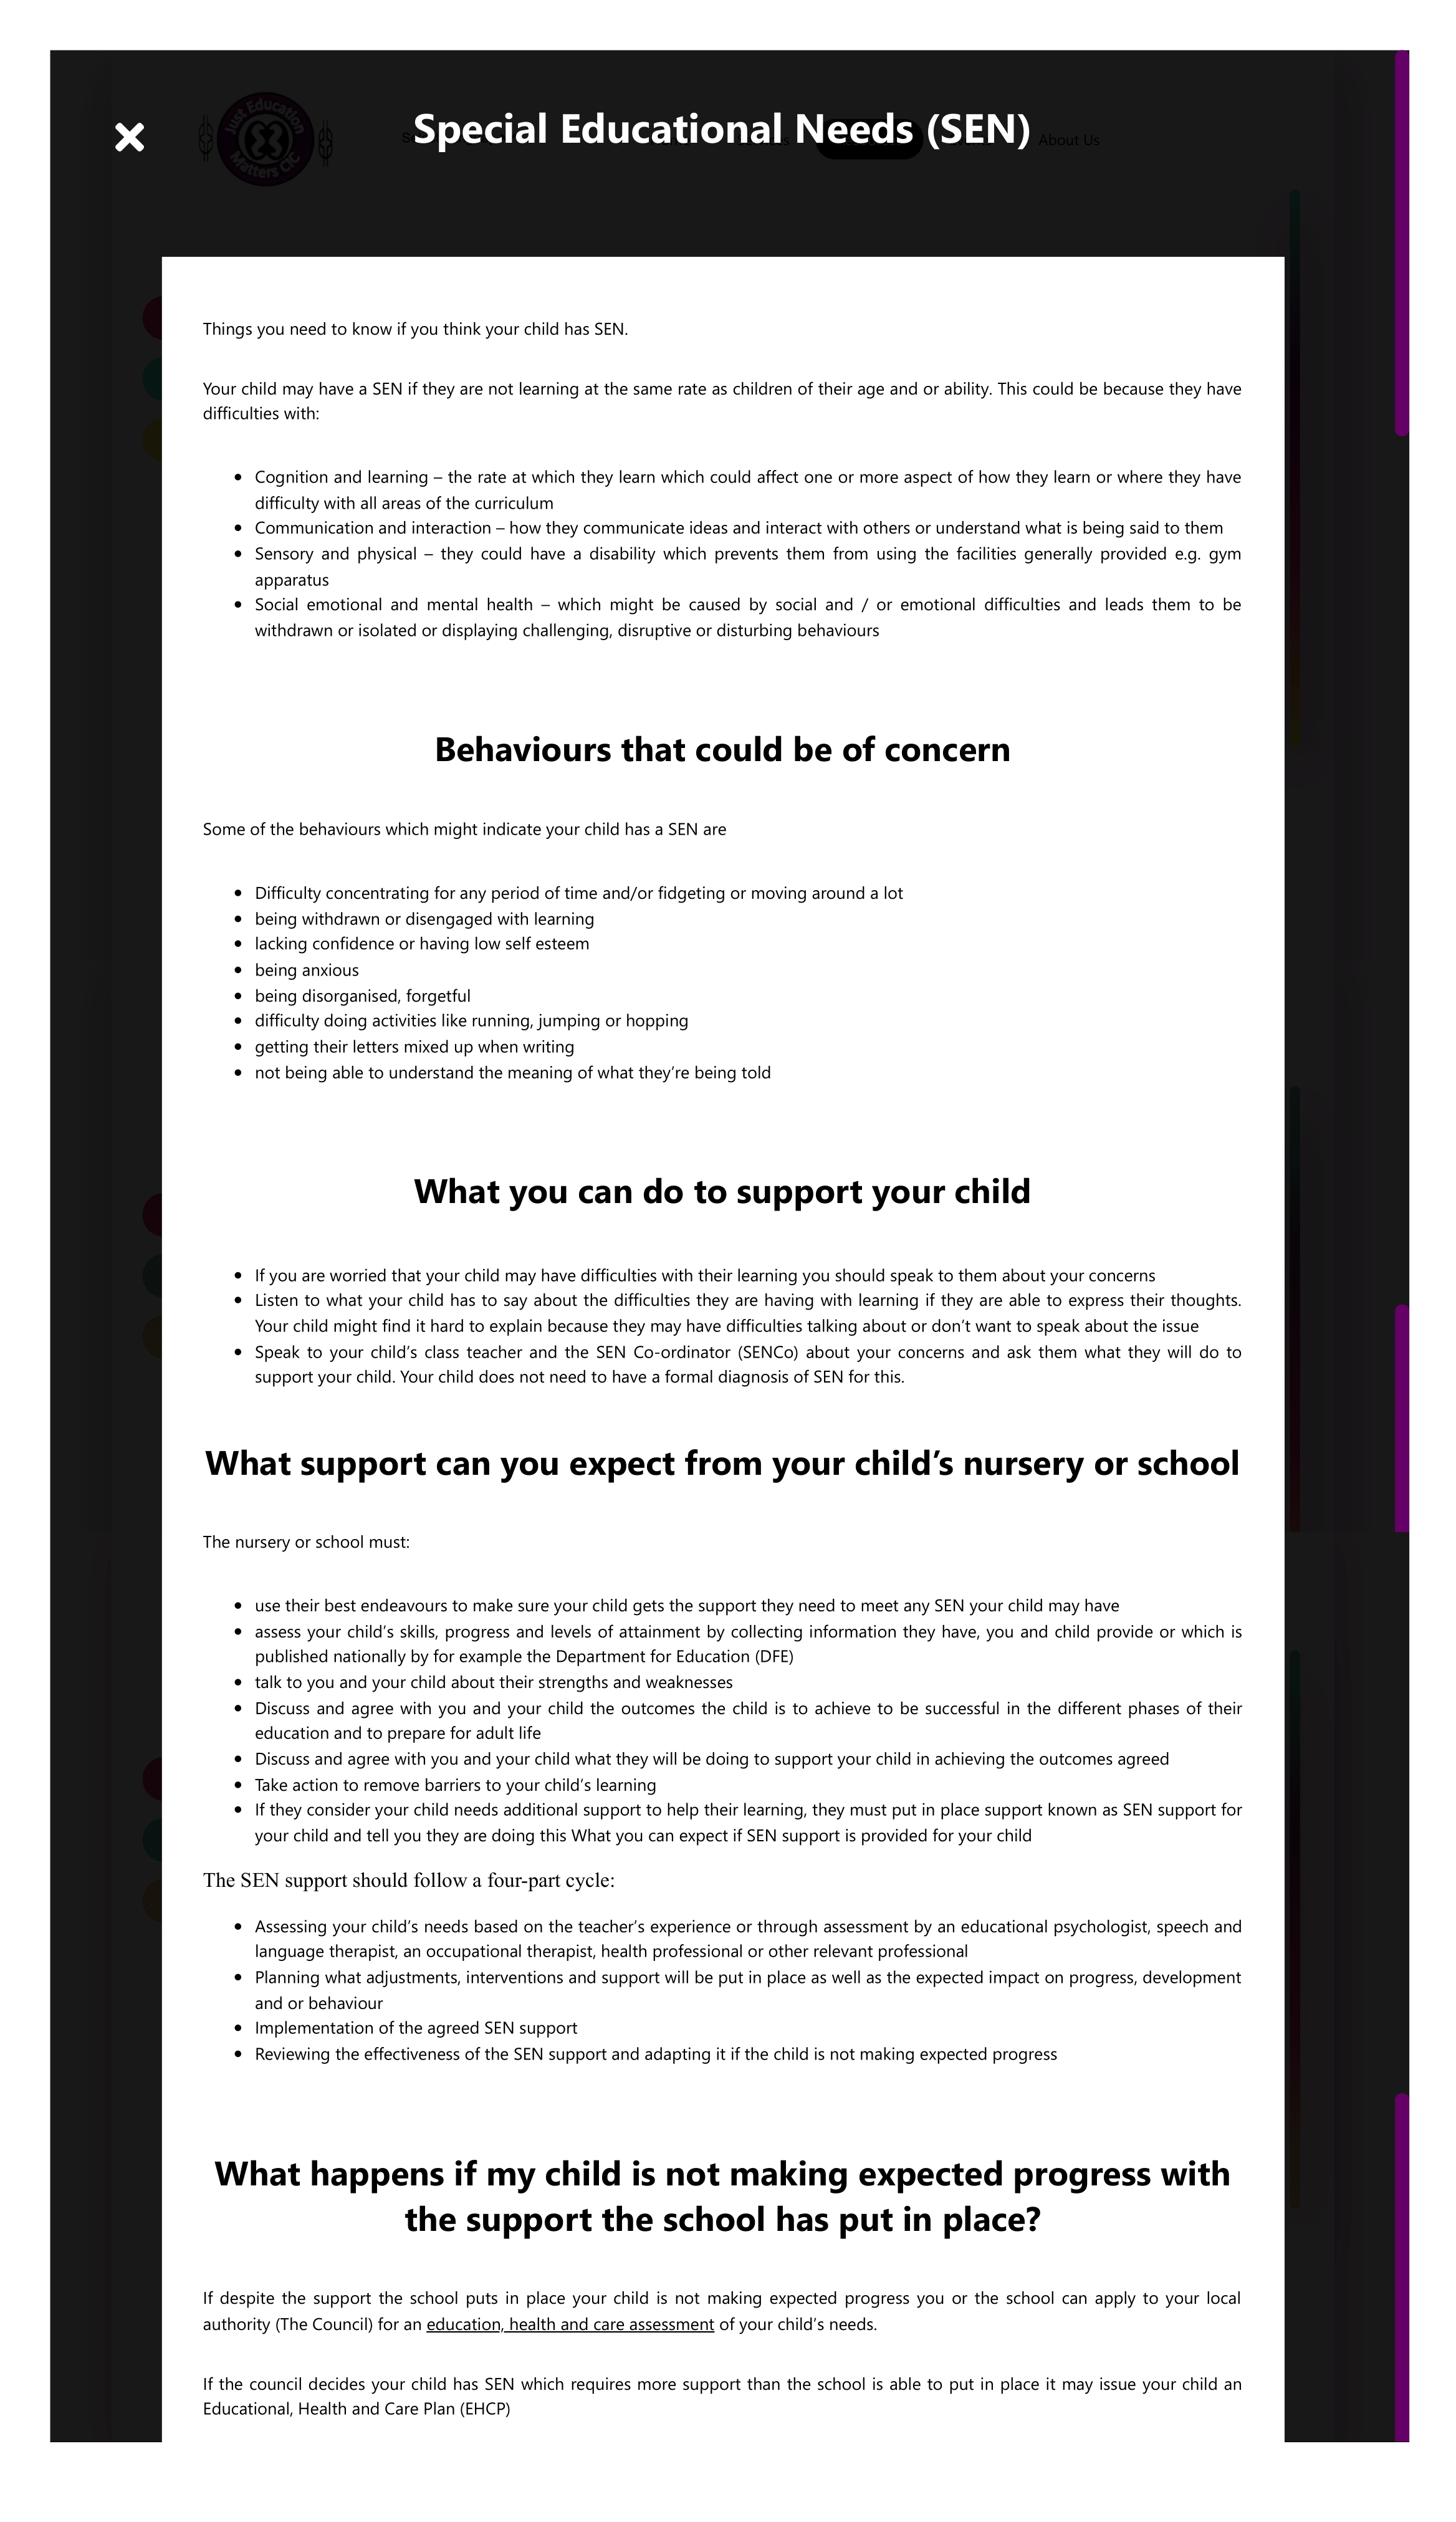 Just Education
Matters CIC
Special Educational Needs (SEN)
About Us
Things you need to know if you think your child has SEN.
Your child may have a SEN if they are not learning at the same rate as children of their age and or ability. This could be because they have
difficulties with:
• Cognition and learning – the rate at which they learn which could affect one or more aspect of how they learn or where they have
difficulty with all areas of the curriculum
• Communication and interaction – how they communicate ideas and interact with others or understand what is being said to them
• Sensory and physical – they could have a disability which prevents them from using the facilities generally provided e.g. gym
apparatus
• Social emotional and mental health – which might be caused by social and / or emotional difficulties and leads them to be
withdrawn or isolated or displaying challenging, disruptive or disturbing behaviours
Behaviours that could be of concern
Some of the behaviours which might indicate your child has a SEN are
• Difficulty concentrating for any period of time and/or fidgeting or moving around a lot
• being withdrawn or disengaged with learning
• lacking confidence or having low self esteem
• being anxious
• being disorganised, forgetful
• difficulty doing activities like running, jumping or hopping
• getting their letters mixed up when writing
• not being able to understand the meaning of what they’re being told
What you can do to support your child
• If you are worried that your child may have difficulties with their learning you should speak to them about your concerns
• Listen to what your child has to say about the difficulties they are having with learning if they are able to express their thoughts.
Your child might find it hard to explain because they may have difficulties talking about or don’t want to speak about the issue
• Speak to your child’s class teacher and the SEN Co-ordinator (SENCo) about your concerns and ask them what they will do to
support your child. Your child does not need to have a formal diagnosis of SEN for this.
What support can you expect from your child’s nursery or school
The nursery or school must:
• use their best endeavours to make sure your child gets the support they need to meet any SEN your child may have
• assess your child’s skills, progress and levels of attainment by collecting information they have, you and child provide or which is
published nationally by for example the Department for Education (DFE)
• talk to you and your child about their strengths and weaknesses
• Discuss and agree with you and your child the outcomes the child is to achieve to be successful in the different phases of their
education and to prepare for adult life
• Discuss and agree with you and your child what they will be doing to support your child in achieving the outcomes agreed
• Take action to remove barriers to your child’s learning
• If they consider your child needs additional support to help their learning, they must put in place support known as SEN support for
your child and tell you they are doing this What you can expect if SEN support is provided for your child
The SEN support should follow a four-part cycle:
• Assessing your child’s needs based on the teacher’s experience or through assessment by an educational psychologist, speech and
language therapist, an occupational therapist, health professional or other relevant professional
• Planning what adjustments, interventions and support will be put in place as well as the expected impact on progress, development
and or behaviour
• Implementation of the agreed SEN support
• Reviewing the effectiveness of the SEN support and adapting it if the child is not making expected progress
What happens if my child is not making expected progress with
the support the school has put in place?
If despite the support the school puts in place your child is not making expected progress you or the school can apply to your local
authority (The Council) for an education, health and care assessment of your child’s needs.
If the council decides your child has SEN which requires more support than the school is able to put in place it may issue your child an
Educational, Health and Care Plan (EHCP)